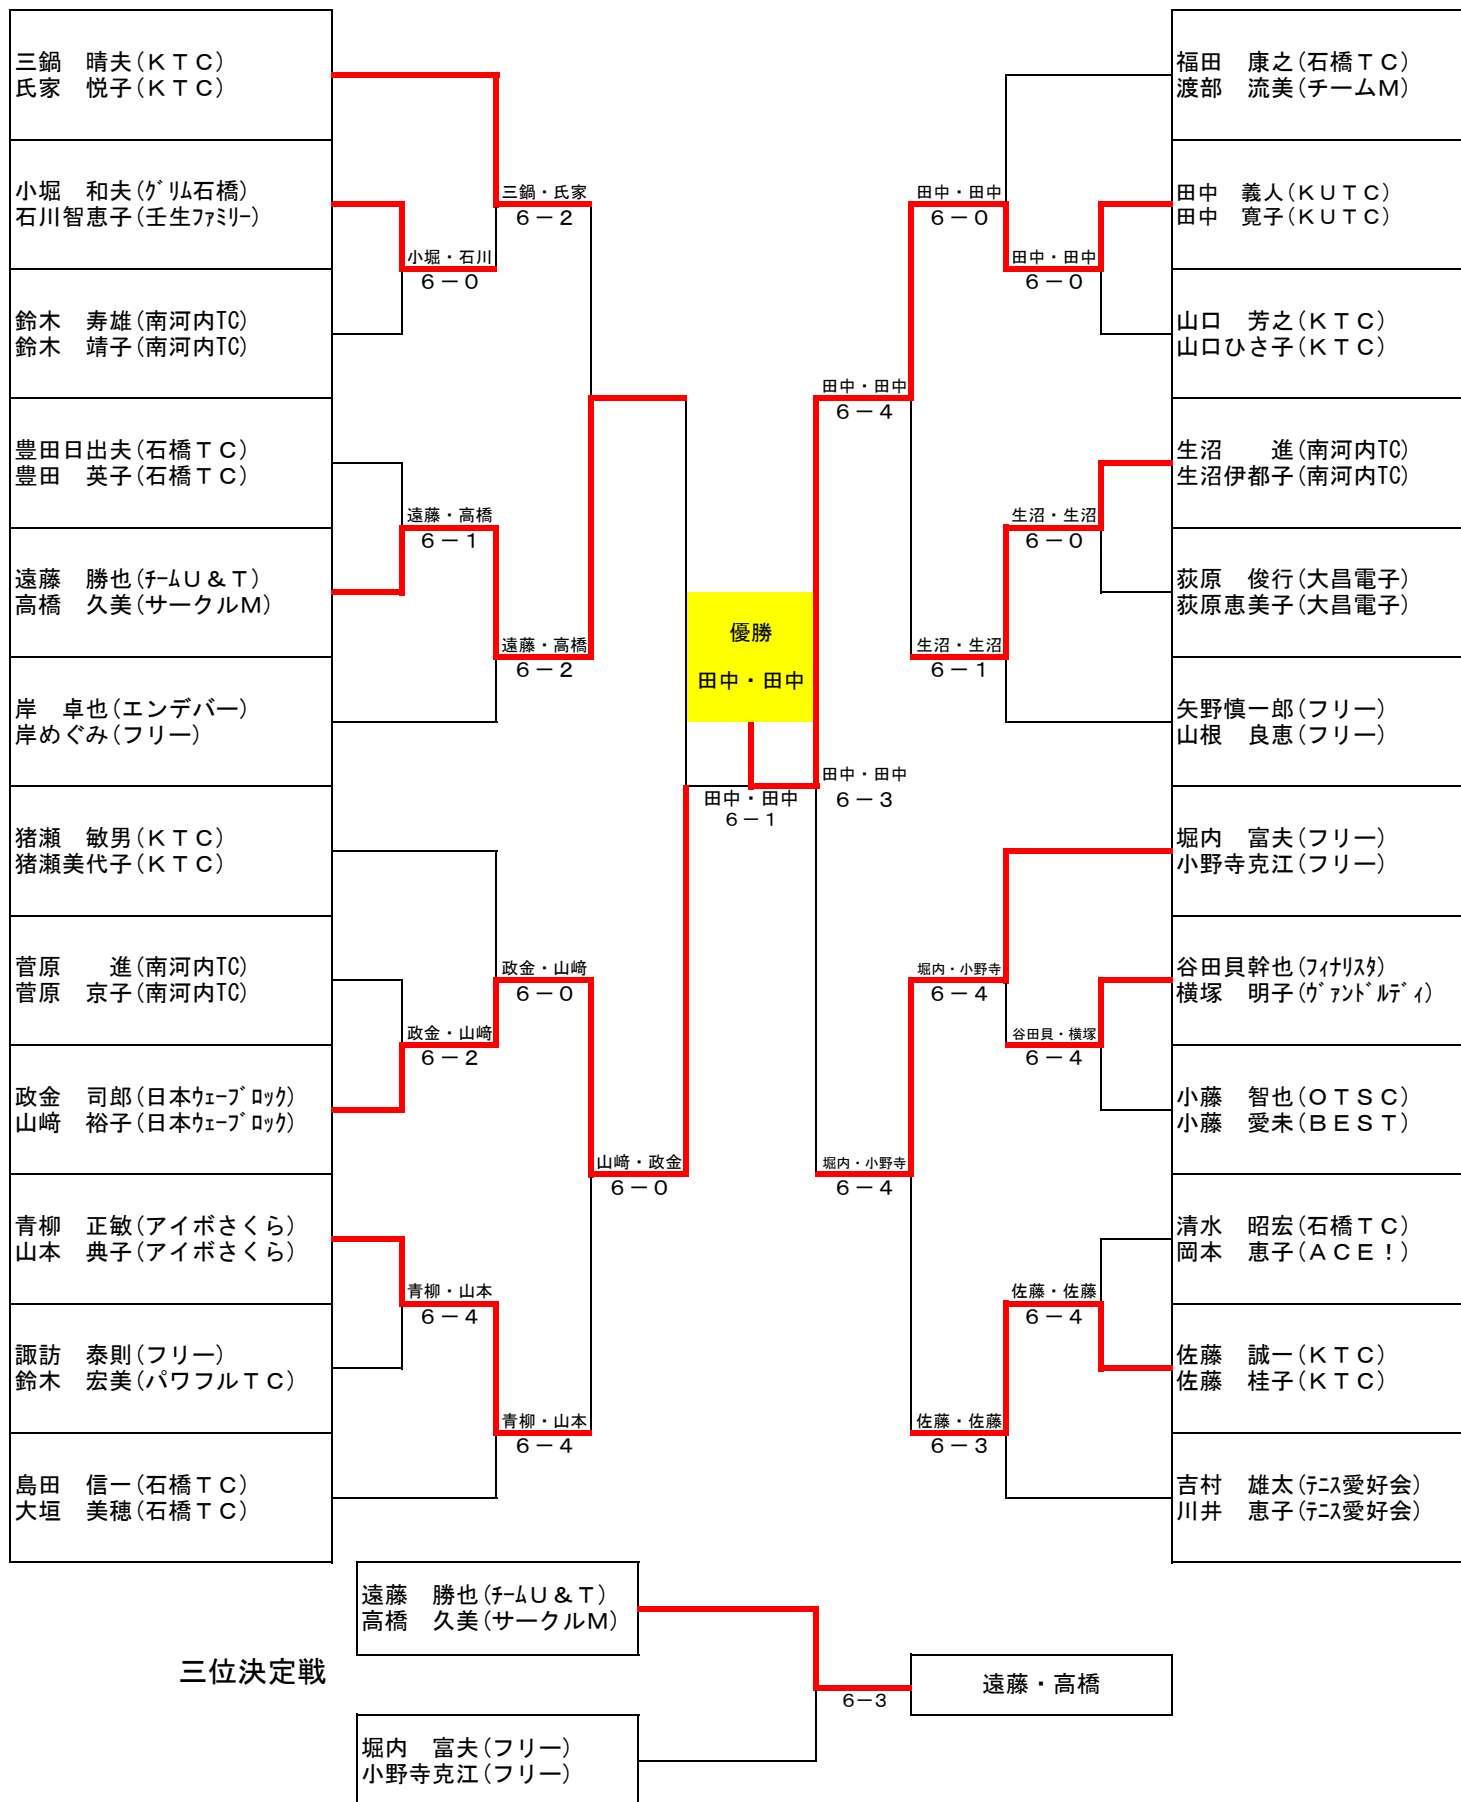 三鍋　晴夫(ＫＴＣ)
氏家　悦子(ＫＴＣ)
小堀　和夫(ｸﾞﾘﾑ石橋)
石川智恵子(壬生ﾌｧﾐﾘｰ)
鈴木　寿雄(南河内TC)
鈴木　靖子(南河内TC)
豊田日出夫(石橋ＴＣ)
豊田　英子(石橋ＴＣ)
遠藤　勝也(ﾁｰﾑＵ＆Ｔ)
高橋　久美(サークルＭ)
岸　卓也(エンデバー)
岸めぐみ(フリー)
猪瀬　敏男(ＫＴＣ)
猪瀬美代子(ＫＴＣ)
菅原　　進(南河内TC)
菅原　京子(南河内TC)
政金　司郎(日本ｳｪｰﾌﾞﾛｯｸ)
山﨑　裕子(日本ｳｪｰﾌﾞﾛｯｸ)
青柳　正敏(アイボさくら)
山本　典子(アイボさくら)
諏訪　泰則(フリー)
鈴木　宏美(パワフルＴＣ)
島田　信一(石橋ＴＣ)
大垣　美穂(石橋ＴＣ)
小堀・石川
６－０
遠藤・高橋
６－１
政金・山﨑
６－２
青柳・山本
６－４
三鍋・氏家
６－２
遠藤・高橋
６－２
政金・山﨑
６－０
青柳・山本
６－４
山﨑・政金
６－０
優勝
田中・田中
田中・田中
６－１
田中・田中
６－４
田中・田中
６－３
堀内・小野寺
６－４
田中・田中
６－０
生沼・生沼
６－１
堀内・小野寺
６－４
佐藤・佐藤
６－３
田中・田中
６－０
生沼・生沼
６－０
谷田貝・横塚
６－４
佐藤・佐藤
６－４
福田　康之(石橋ＴＣ)
渡部　流美(チームＭ)
田中　義人(ＫＵＴＣ)
田中　寛子(ＫＵＴＣ)
山口　芳之(ＫＴＣ)
山口ひさ子(ＫＴＣ)
生沼　　進(南河内TC)
生沼伊都子(南河内TC)
荻原　俊行(大昌電子)
荻原恵美子(大昌電子)
矢野慎一郎(フリー)
山根　良恵(フリー)
堀内　富夫(フリー)
小野寺克江(フリー)
谷田貝幹也(ﾌｨﾅﾘｽﾀ)
横塚　明子(ｳﾞｧﾝﾄﾞﾙﾃﾞｨ)
小藤　智也(ＯＴＳＣ)
小藤　愛未(ＢＥＳＴ)
清水　昭宏(石橋ＴＣ)
岡本　恵子(ＡＣＥ！)
佐藤　誠一(ＫＴＣ)
佐藤　桂子(ＫＴＣ)
吉村　雄太(ﾃﾆｽ愛好会)
川井　恵子(ﾃﾆｽ愛好会)
三位決定戦
遠藤　勝也(ﾁｰﾑＵ＆Ｔ)
高橋　久美(サークルＭ)
堀内　富夫(フリー)
小野寺克江(フリー)
６－３
遠藤・高橋